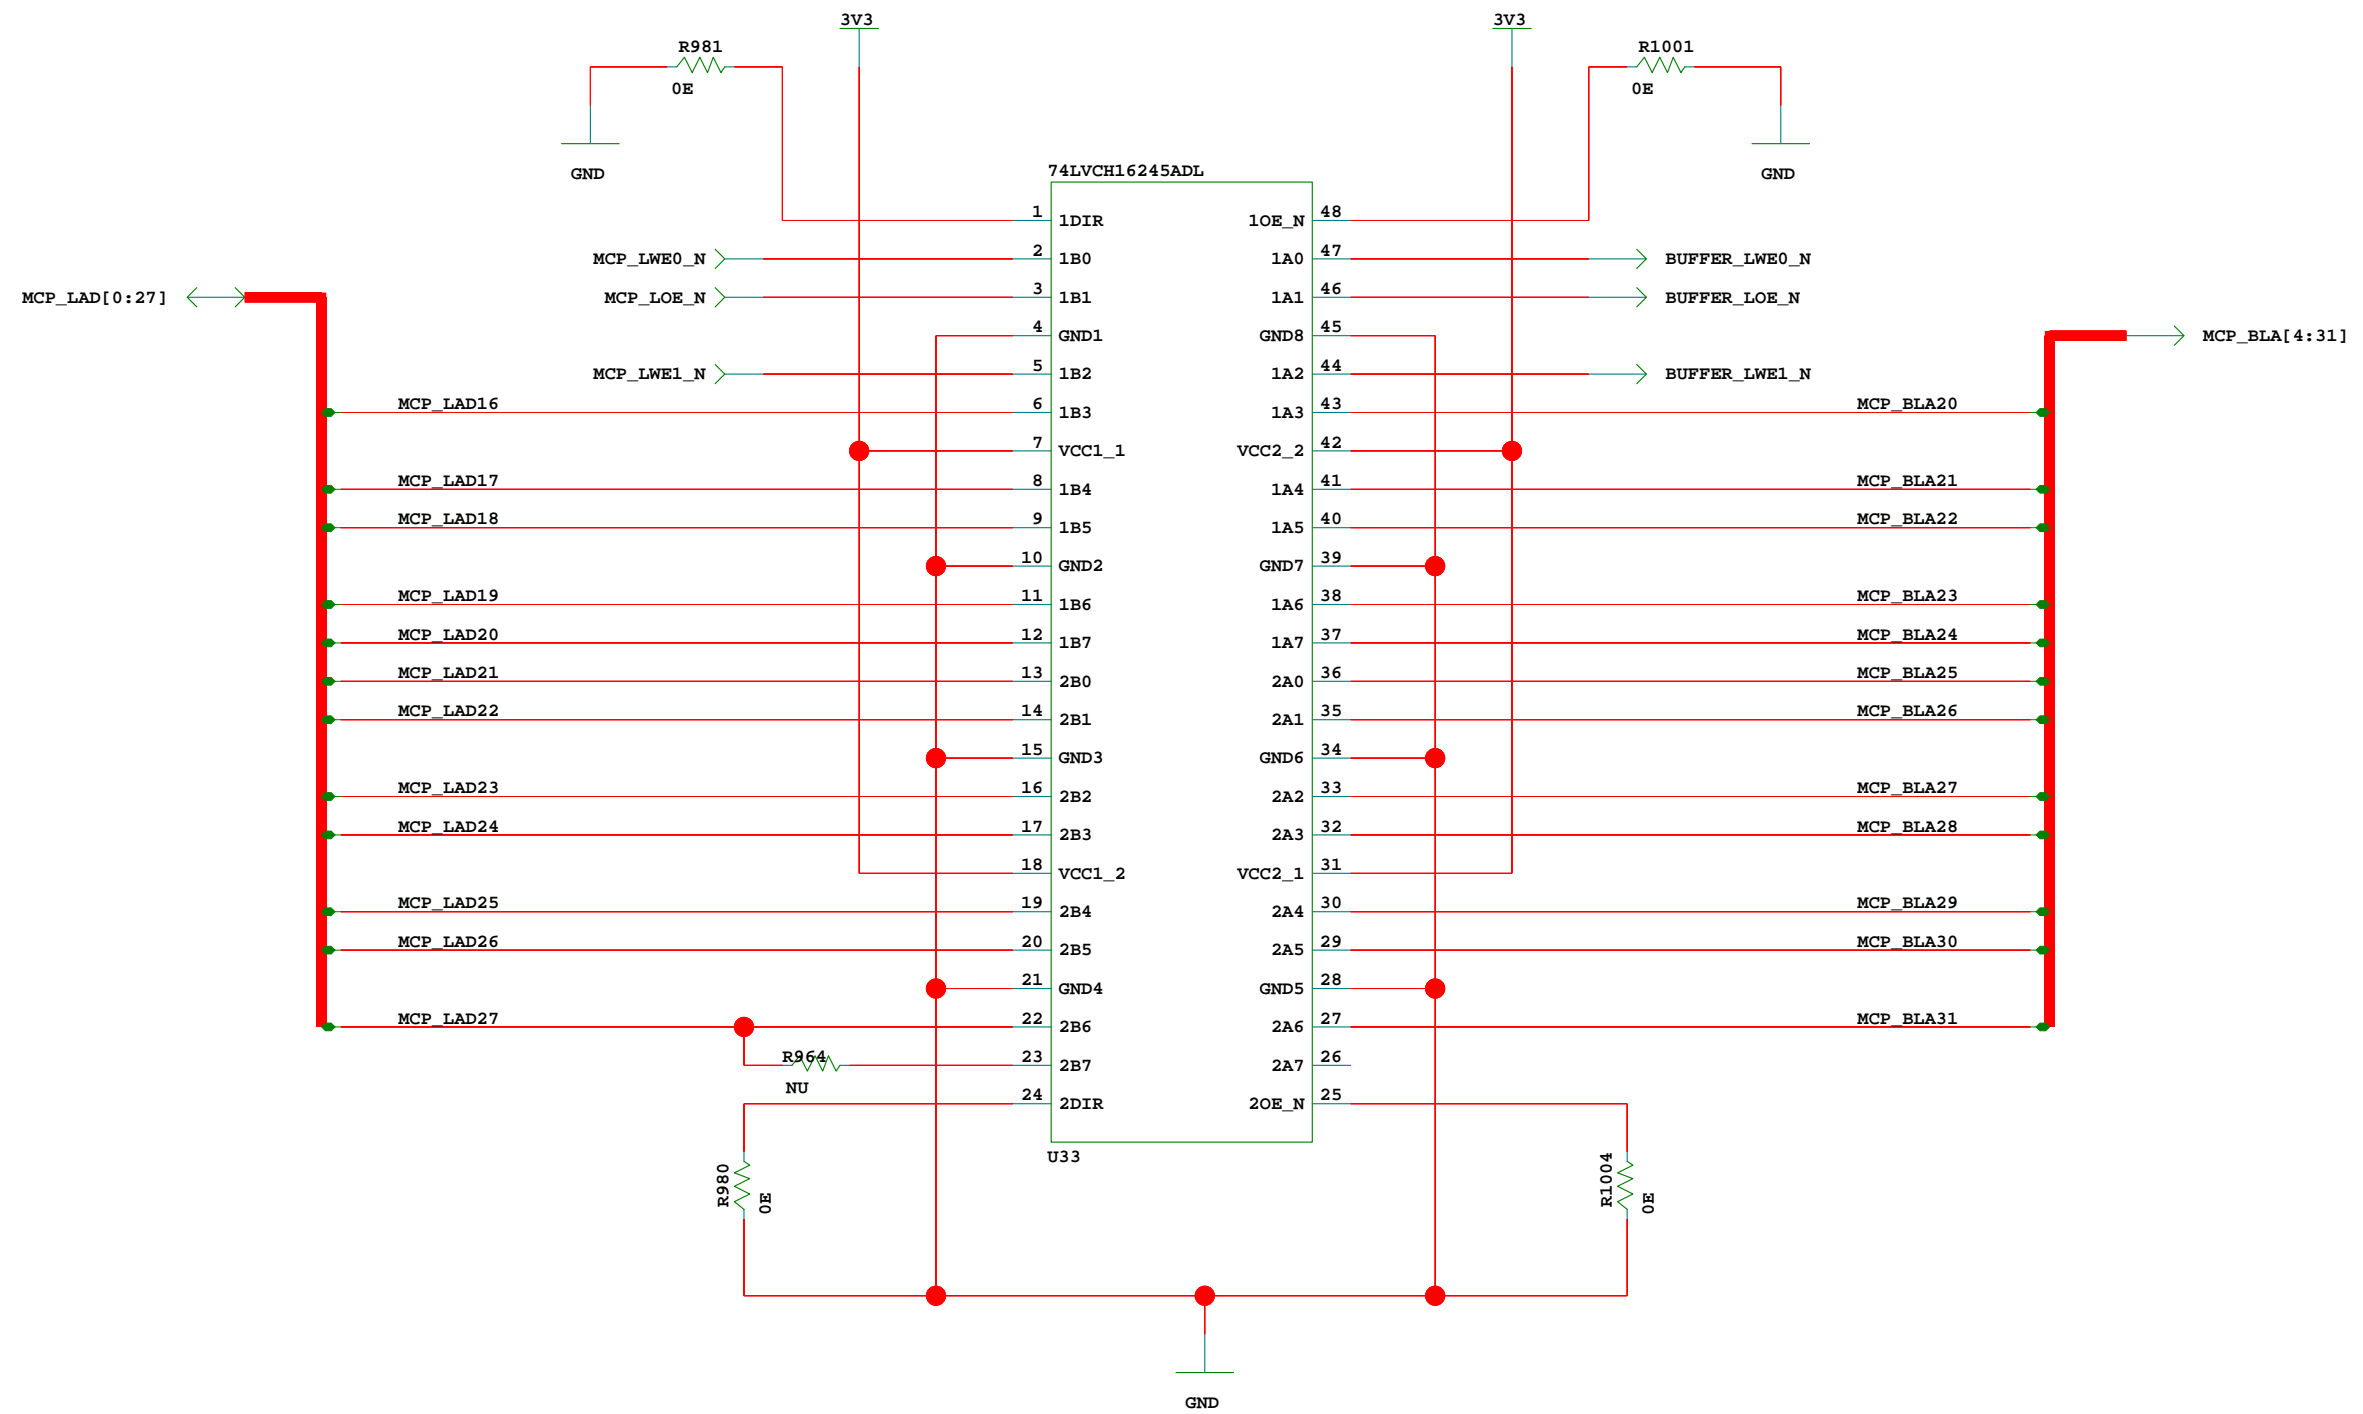 3V3 3V3
R981 R1001
0E 0E
GND GND
74LVCH16245ADL
1 1DIR 1OE_N 48
MCP_LWE0_N 2 1B0 1A0 47 BUFFER_LWE0_N
MCP_LAD[0:27] MCP_LOE_N 3 1B1 1A1 46 BUFFER_LOE_N
4 GND1 GND8 45 MCP_BLA[4:31]
MCP_LWE1_N 5 1B2 1A2 44 BUFFER_LWE1_N
MCP_LAD16 6 1B3 1A3 43 MCP_BLA20
7 VCC1_1 VCC2_2 42
MCP_LAD17 8 1B4 1A4 41 MCP_BLA21
MCP_LAD18 9 1B5 1A5 40 MCP_BLA22
10 GND2 GND7 39
MCP_LAD19 11 1B6 1A6 38 MCP_BLA23
MCP_LAD20 12 1B7 1A7 37 MCP_BLA24
MCP_LAD21 13 2B0 2A0 36 MCP_BLA25
MCP_LAD22 14 2B1 2A1 35 MCP_BLA26
15 GND3 GND6 34
MCP_LAD23 16 2B2 2A2 33 MCP_BLA27
MCP_LAD24 17 2B3 2A3 32 MCP_BLA28
18 VCC1_2 VCC2_1 31
MCP_LAD25 19 2B4 2A4 30 MCP_BLA29
MCP_LAD26 20 2B5 2A5 29 MCP_BLA30
21 GND4 GND5 28
MCP_LAD27 22 2B6 2A6 27 MCP_BLA31
R964 23 2B7 2A7 26
NU
24 2DIR 2OE_N 25
U33
R980 0E R1004 0E
GND